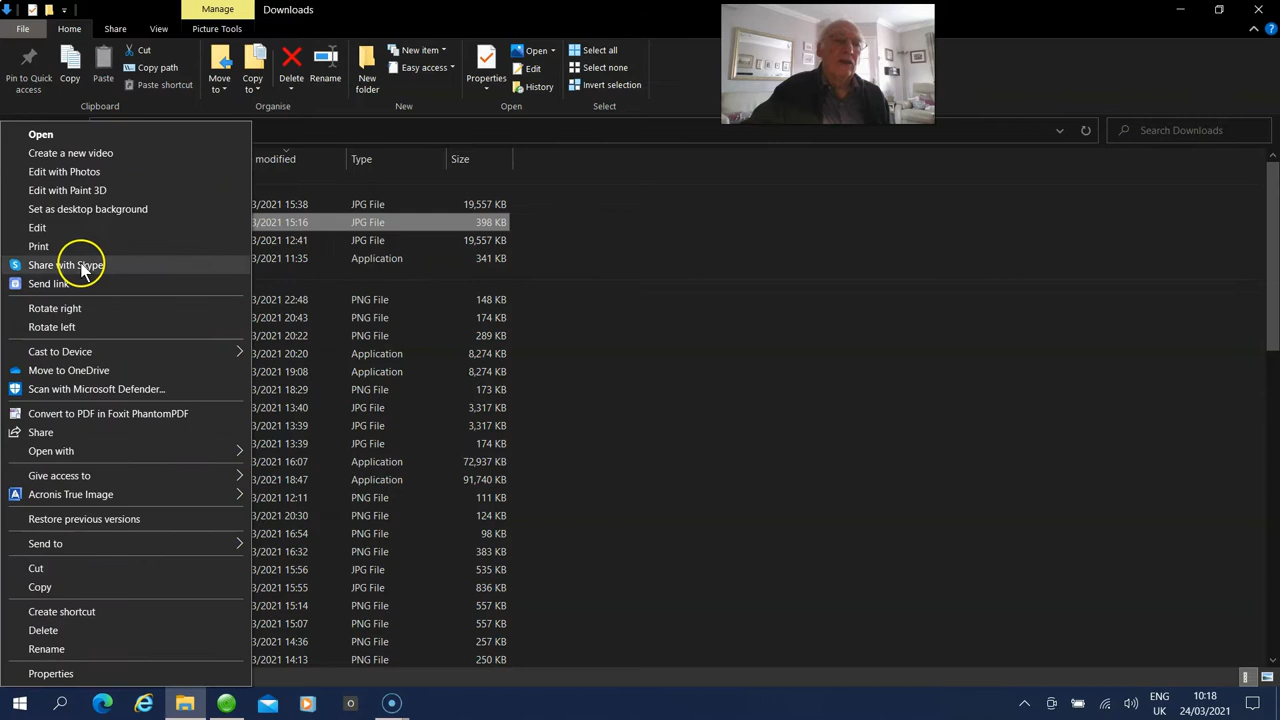 Manage
Downloads
File
Home
Share
View
Picture Tools
Pin to Quick access
Copy
Paste
Cut
Copy path
Paste shortcut
Clipboard
Move to
Copy to
Delete
Rename
Organise
New folder
New item
Easy access
New
Properties
Open
Edit
History
Open
Select all
Select none
Invert selection
Select
Search Downloads
Open
Create a new video
Edit with Photos
Edit with Paint 3D
Set as desktop background
Edit
Print
Share with Skype
Send link
Rotate right
Rotate left
Cast to Device
Move to OneDrive
Scan with Microsoft Defender...
Convert to PDF in Foxit PhantomPDF
Share
Open with
Give access to
Acronis True Image
Restore previous versions
Send to
Cut
Copy
Create shortcut
Delete
Rename
Properties
modified Type Size
3/2021 15:38 JPG File 19,557 KB
3/2021 15:16 JPG File 398 KB
3/2021 12:41 JPG File 19,557 KB
3/2021 11:35 Application 341 KB
3/2021 22:48 PNG File 148 KB
3/2021 20:43 PNG File 174 KB
3/2021 20:22 PNG File 289 KB
3/2021 20:20 Application 8,274 KB
3/2021 19:08 Application 8,274 KB
3/2021 18:29 PNG File 173 KB
3/2021 13:40 JPG File 3,317 KB
3/2021 13:39 JPG File 3,317 KB
3/2021 13:39 JPG File 174 KB
3/2021 16:07 Application 72,937 KB
3/2021 18:47 Application 91,740 KB
3/2021 12:11 PNG File 111 KB
3/2021 20:30 PNG File 124 KB
3/2021 16:54 PNG File 98 KB
3/2021 16:32 PNG File 383 KB
3/2021 15:56 PNG File 535 KB
3/2021 15:55 PNG File 836 KB
3/2021 15:14 PNG File 557 KB
3/2021 15:07 PNG File 557 KB
3/2021 14:36 PNG File 257 KB
3/2021 14:13 PNG File 250 KB
ENG
UK
10:18
24/03/2021